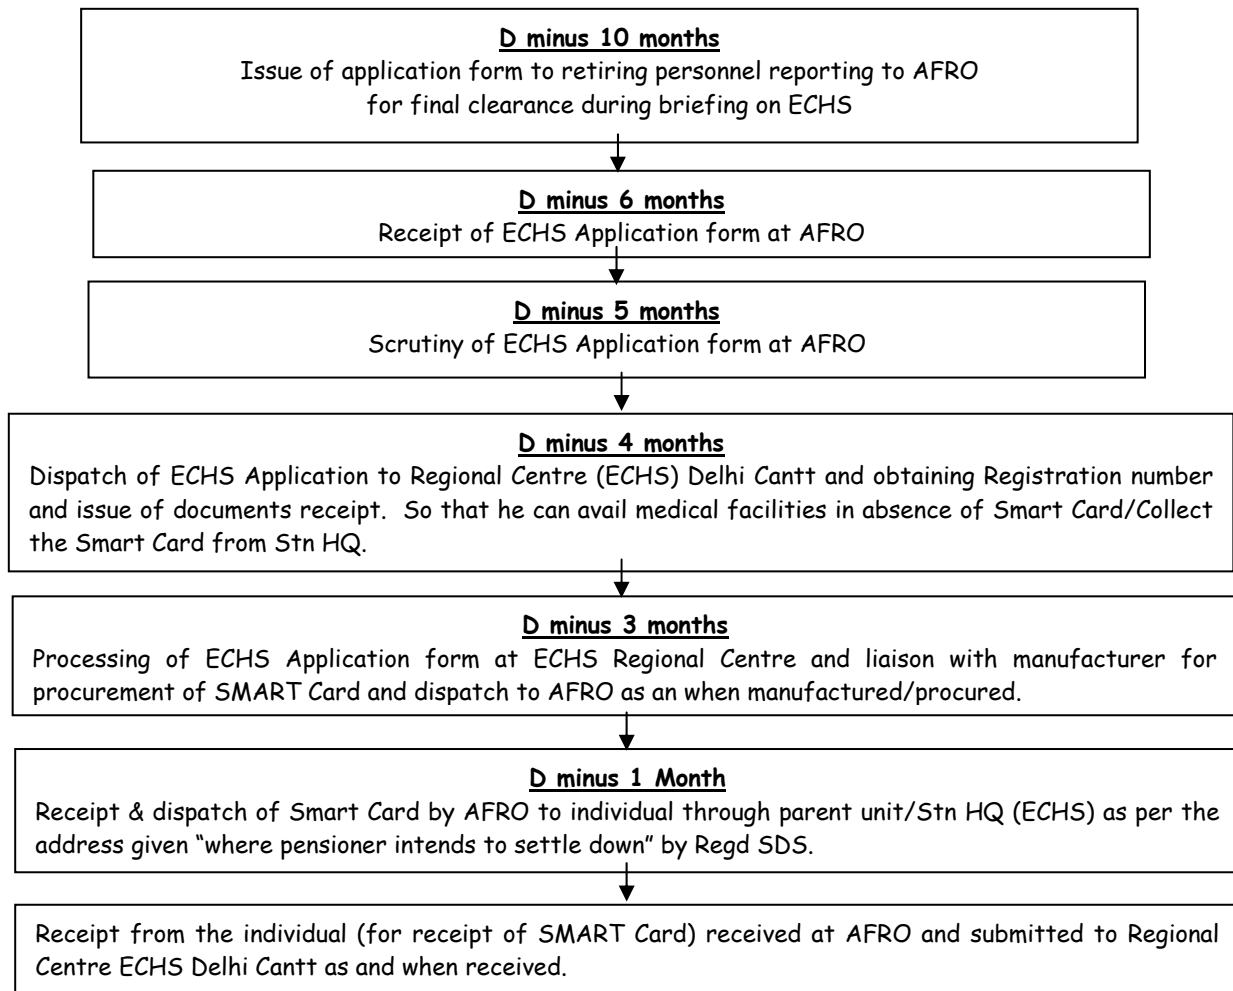 D minus 10 months
Issue of application form to retiring personnel reporting to AFRO
for final clearance during briefing on ECHS
D minus 6 months
Receipt of ECHS Application form at AFRO
D minus 5 months
Scrutiny of ECHS Application form at AFRO
D minus 4 months
Dispatch of ECHS Application to Regional Centre (ECHS) Delhi Cantt and obtaining Registration number
and issue of documents receipt. So that he can avail medical facilities in absence of Smart Card/Collect
the Smart Card from Stn HQ.
D minus 3 months
Processing of ECHS Application form at ECHS Regional Centre and liaison with manufacturer for
procurement of SMART Card and dispatch to AFRO as an when manufactured/procured.
D minus 1 Month
Receipt & dispatch of Smart Card by AFRO to individual through parent unit/Stn HQ (ECHS) as per the
address given “where pensioner intends to settle down” by Regd SDS.
Receipt from the individual (for receipt of SMART Card) received at AFRO and submitted to Regional
Centre ECHS Delhi Cantt as and when received.